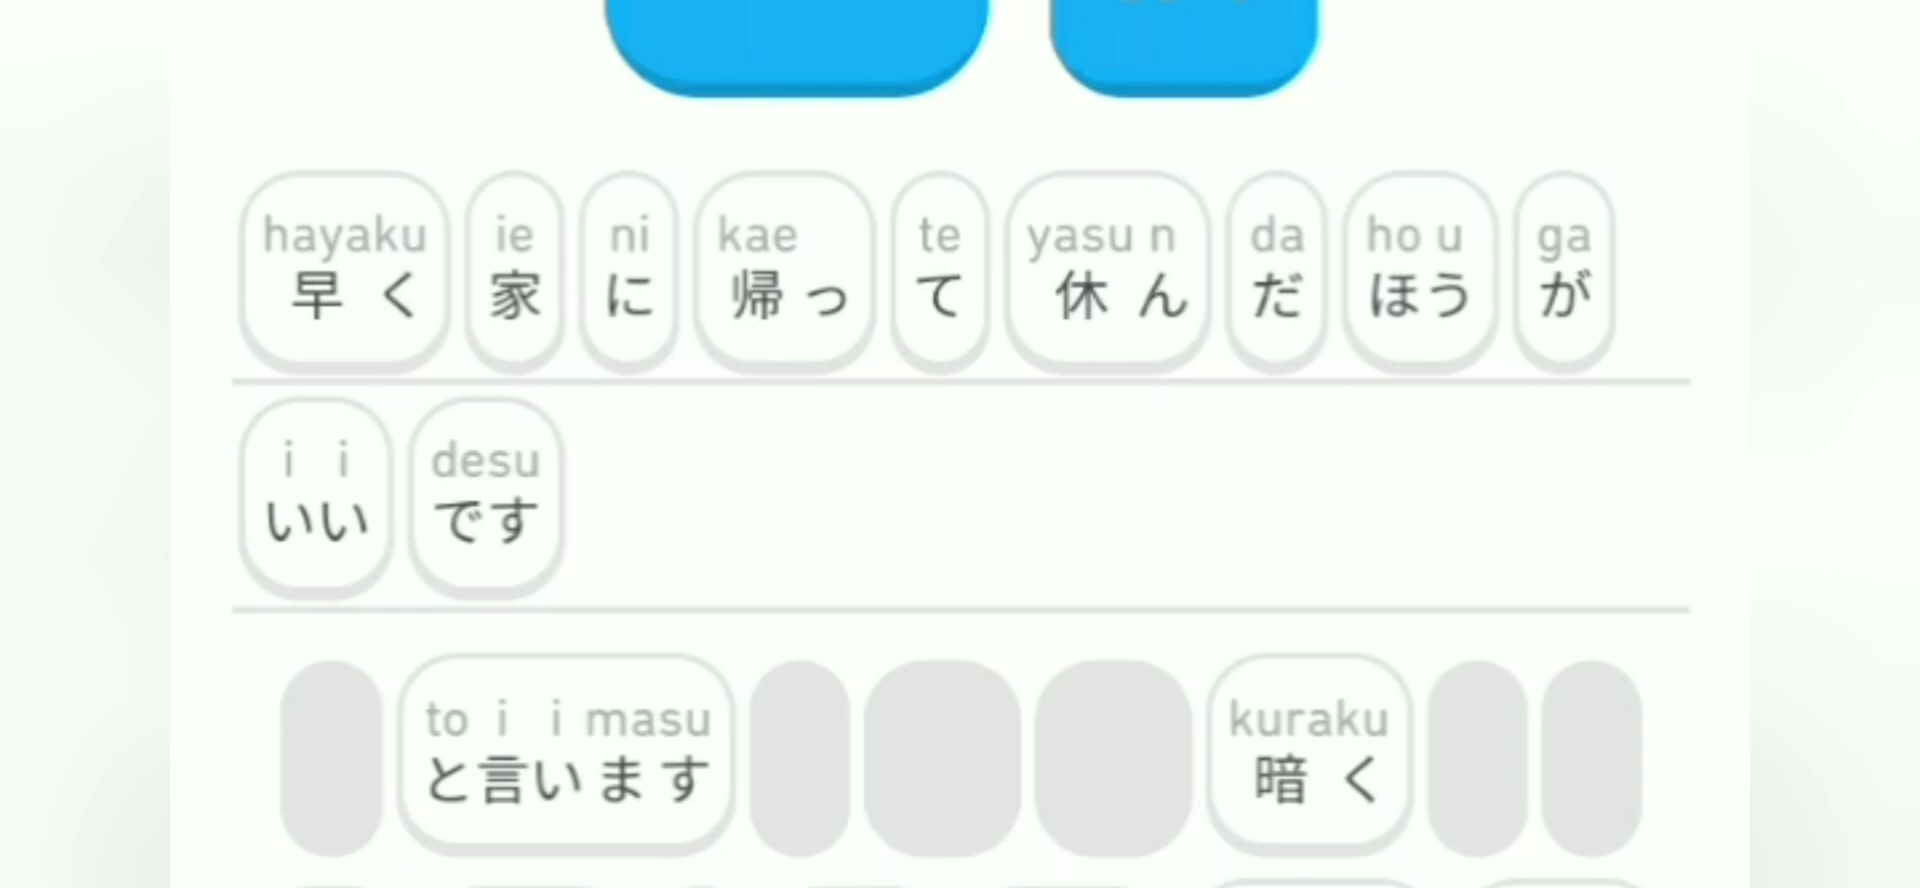 hayaku ie ni kae te yasu n da ho u ga
早く 家 に 帰っ て 休ん だ ほう が
i i desu
いい です
to i i masu kuraku
と言います 暗く